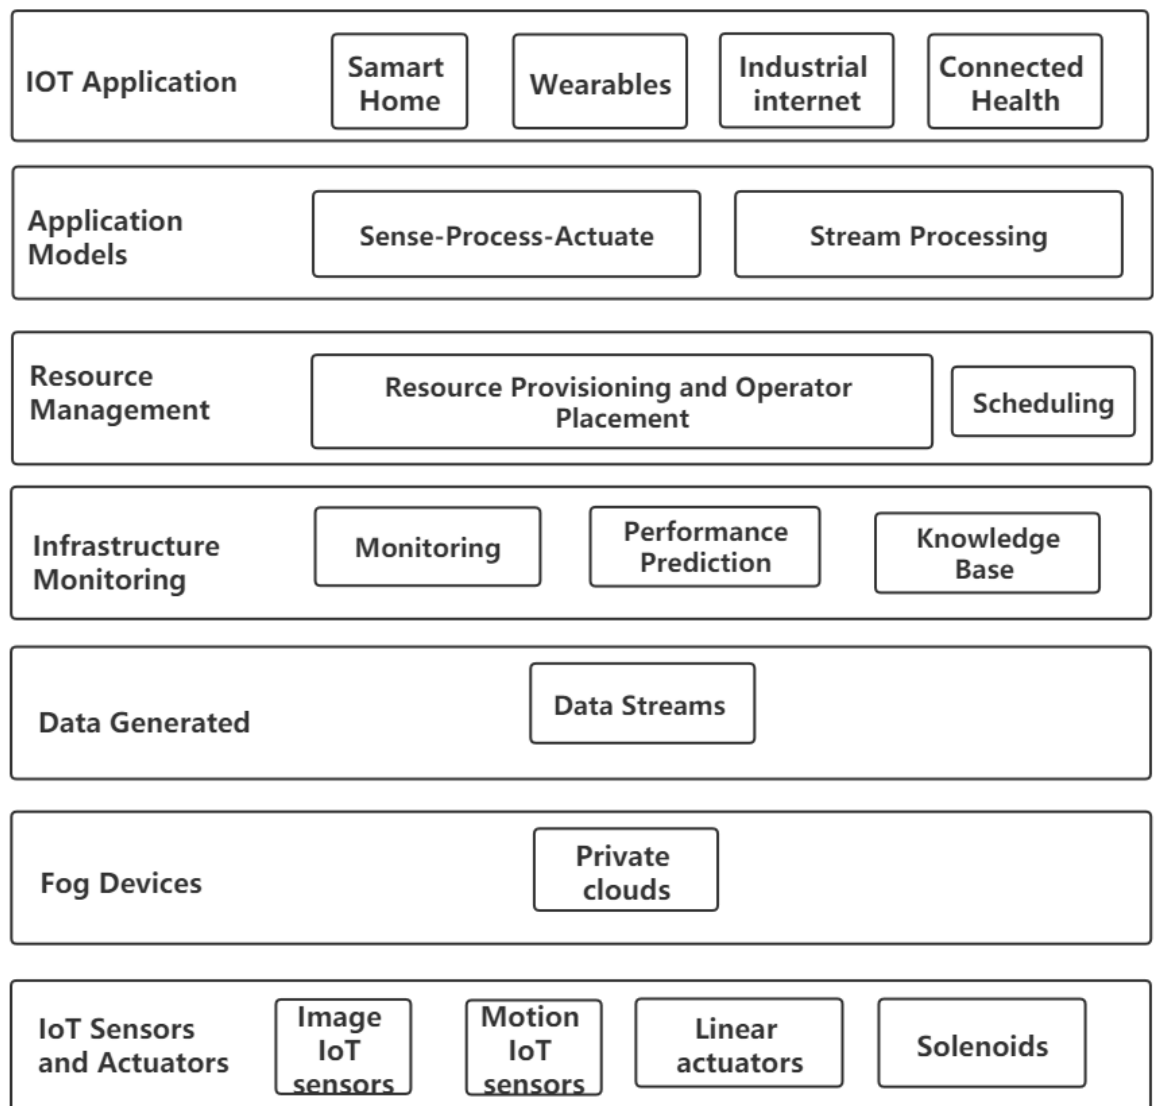 IOT Application
Samart
Home
Wearables
Industrial
internet
Connected
Health
Application
Models
Sense-Process-Actuate
Stream Processing
Resource
Management
Resource Provisioning and Operator
Placement
Scheduling
Infrastructure
Monitoring
Monitoring
Performance
Prediction
Knowledge
Base
Data Generated
Data Streams
Fog Devices
Private
clouds
IoT Sensors
and Actuators
Image
IoT
sensors
Motion
IoT
sensors
Linear
actuators
Solenoids